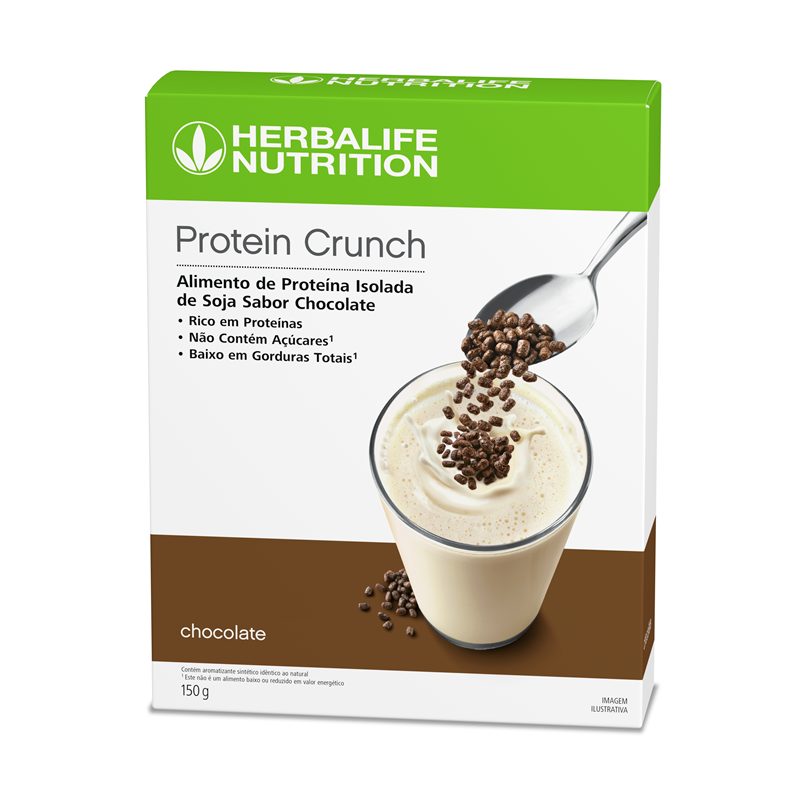 HERBALIFE
NUTRITION
HERBALIFE
NUTRITION
Protein Crunch
Alimento de Proteína Isolada
de Soja Sabor Chocolate
• Rico em Proteínas
• Não Contém Açúcares¹
• Baixo em Gorduras Totais¹
chocolate
Contém aromatizante sintético idêntico ao natural
¹ Este não é um alimento baixo ou reduzido em valor energético
150 g
IMAGEM
ILUSTRATIVA